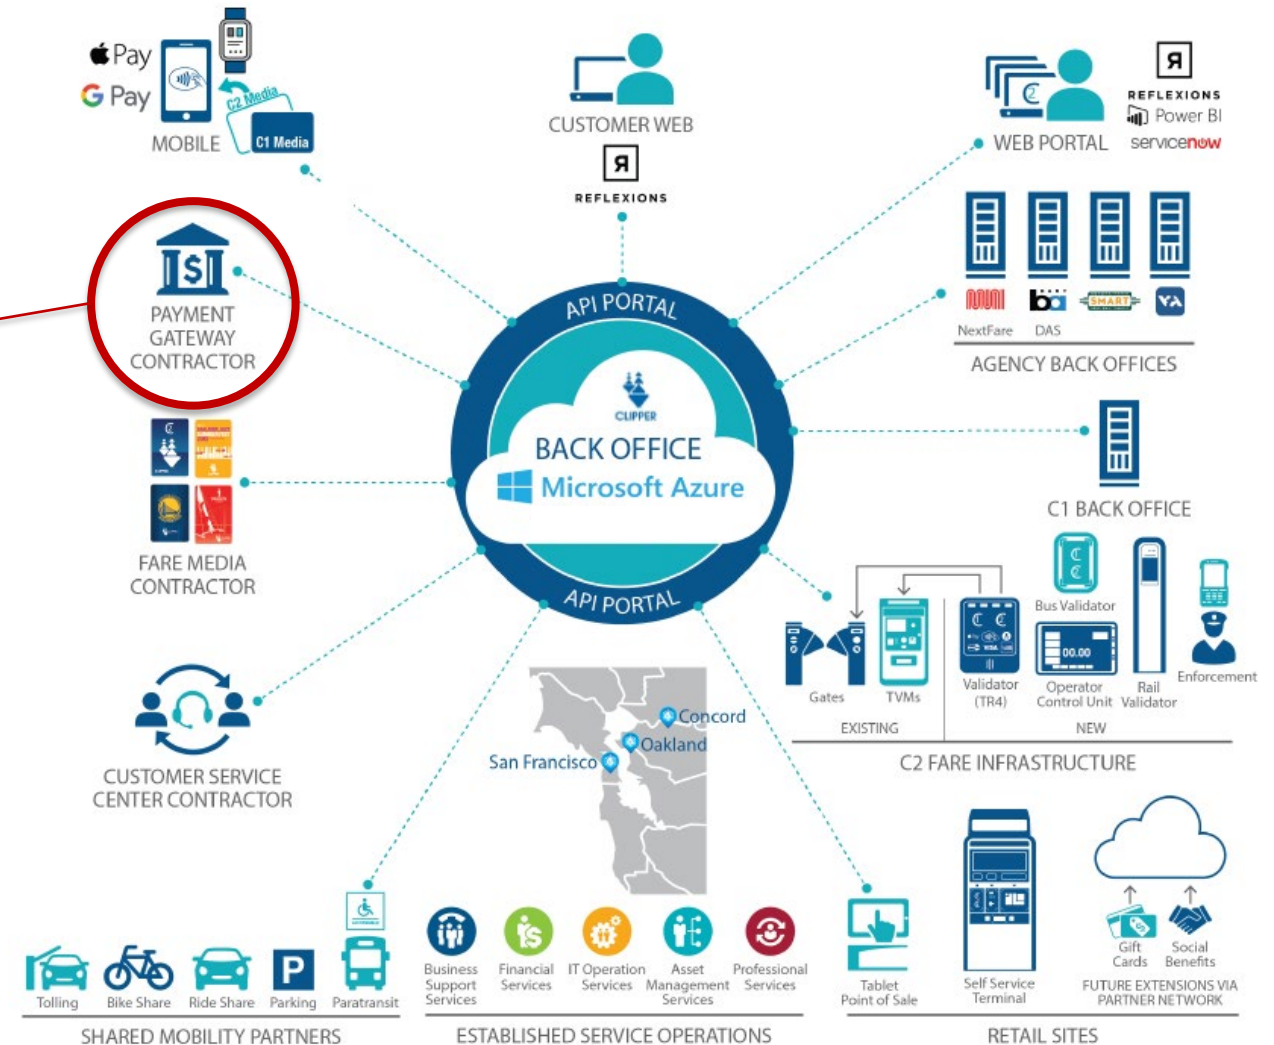 Pay
G Pay
C2 Media
C1 Media
MOBILE
CUSTOMER WEB
REFLEXIONS
C2
WEB PORTAL
REFLEXIONS
Power BI
servicenow
PAYMENT
GATEWAY
CONTRACTOR
NextFare
DAS
SMART
AGENCY BACK OFFICES
API PORTAL
CLIPPER
BACK OFFICE
Microsoft Azure
API PORTAL
FARE MEDIA
CONTRACTOR
C1 BACK OFFICE
Bus Validator
00.00
Gates
TVMs
Validator
(TR4)
Operator
Control Unit
Rail
Validator
Enforcement
EXISTING
NEW
C2 FARE INFRASTRUCTURE
CUSTOMER SERVICE
CENTER CONTRACTOR
Concord
Oakland
San Francisco
Tolling
Bike Share
Ride Share
P
Parking
Paratransit
SHARED MOBILITY PARTNERS
Business
Support
Services
Financial
Services
IT Operation
Services
Asset
Management
Services
Professional
Services
ESTABLISHED SERVICE OPERATIONS
Tablet
Point of Sale
Self Service
Terminal
Gift
Cards
Social
Benefits
FUTURE EXTENSIONS VIA
PARTNER NETWORK
RETAIL SITES